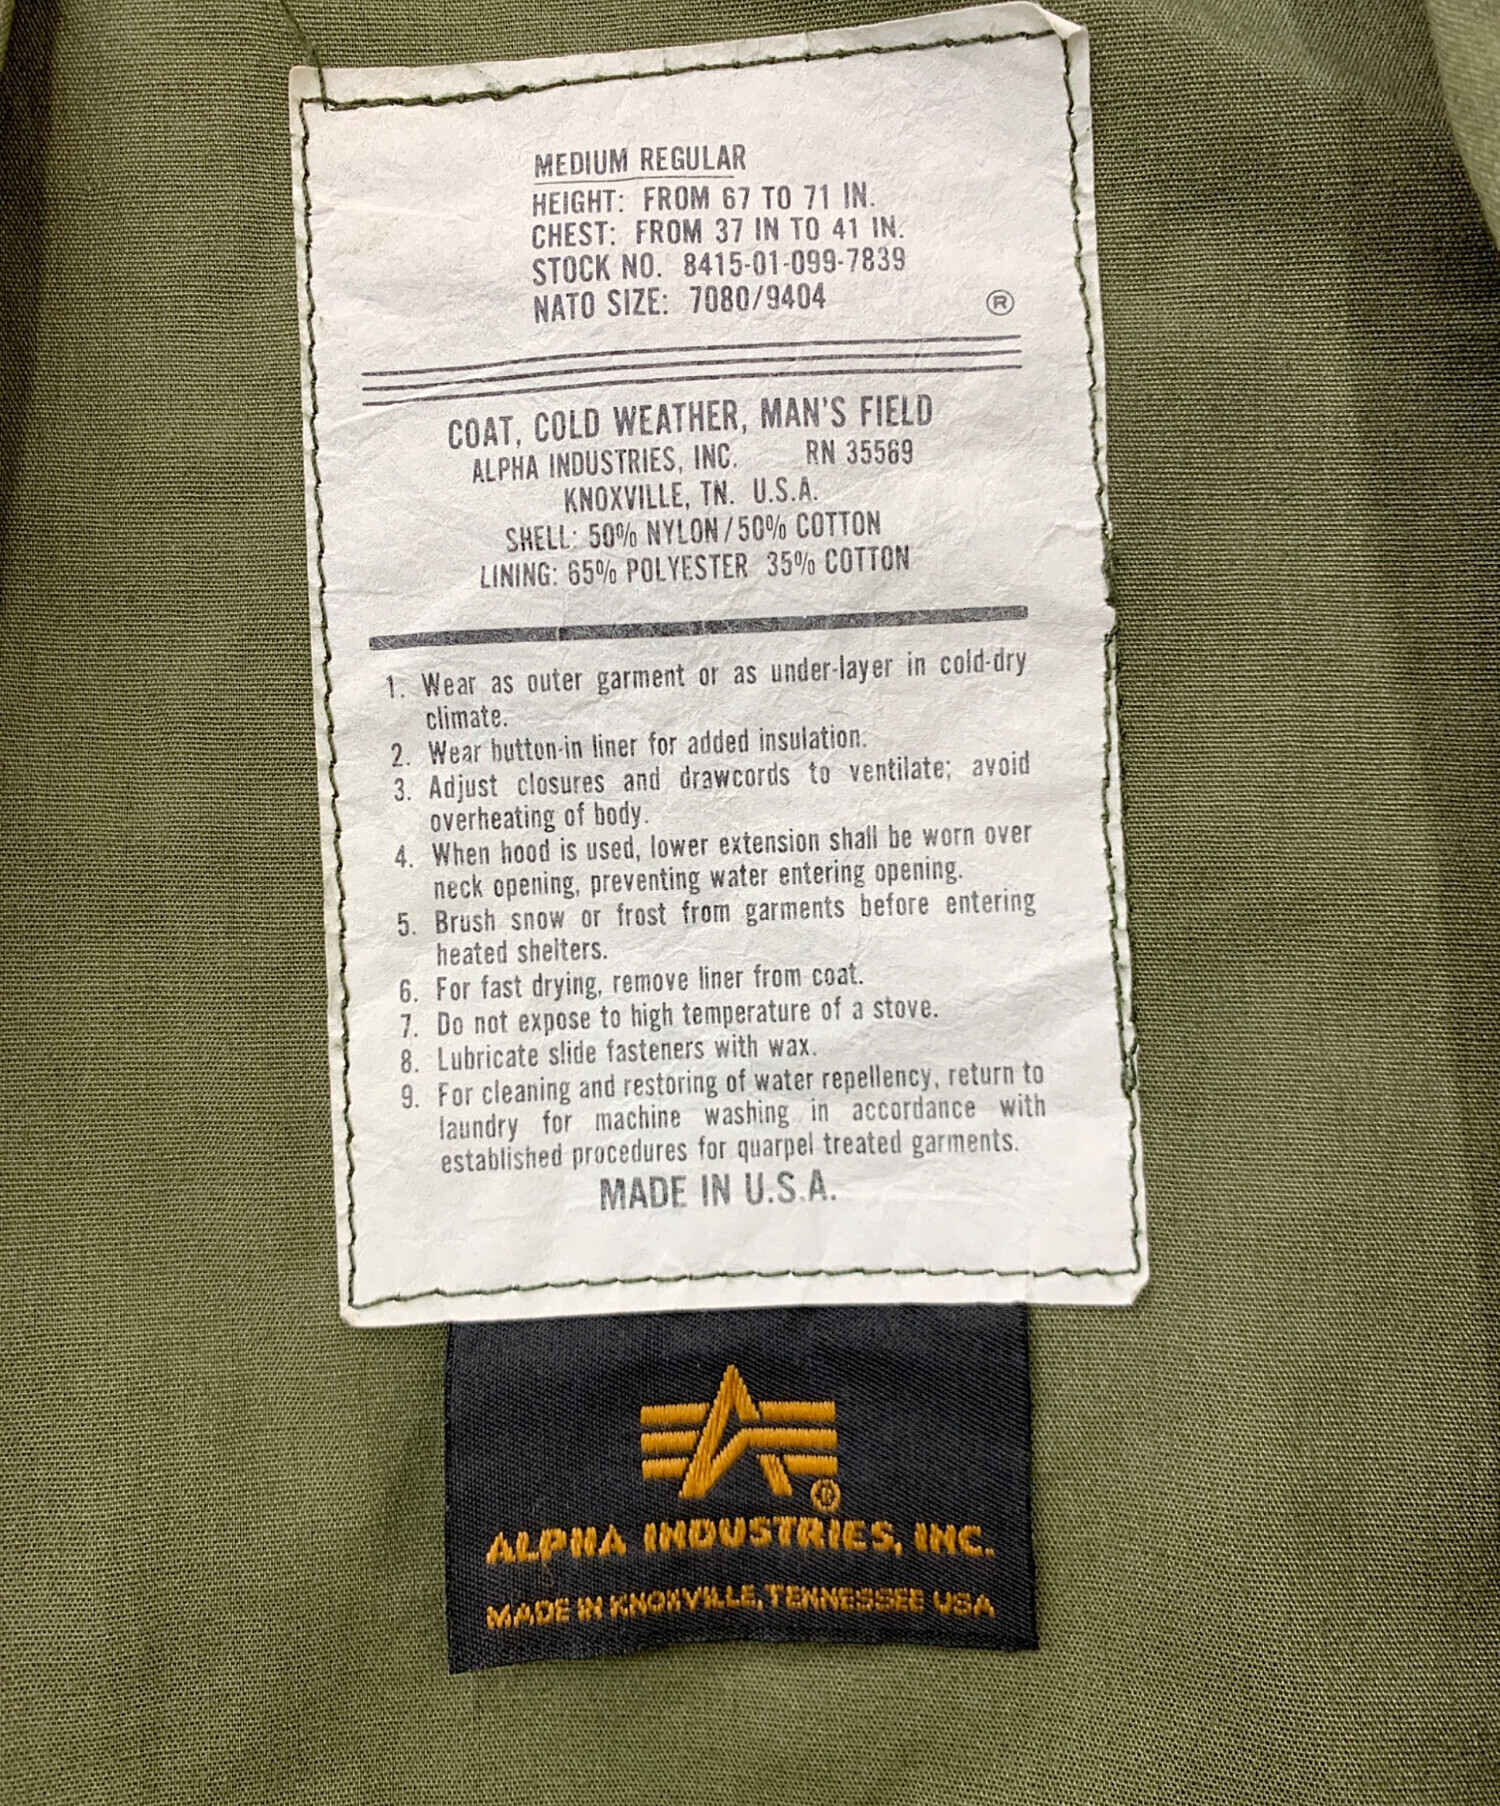 MEDIUM REGULAR
HEIGHT: FROM 67 TO 71 IN.
CHEST: FROM 37 IN TO 41 IN.
STOCK NO. 8415-01-099-7839
NATO SIZE: 7080/9404
®
COAT, COLD WEATHER, MAN'S FIELD
ALPHA INDUSTRIES, INC. RN 35569
KNOXVILLE, TN. U.S.A.
SHELL: 50% NYLON/50% COTTON
LINING: 65% POLYESTER 35% COTTON
1. Wear as outer garment or as under-layer in cold-dry
climate.
2. Wear button-in liner for added insulation.
3. Adjust closures and drawcords to ventilate; avoid
overheating of body.
4. When hood is used, lower extension shall be worn over
neck opening, preventing water entering opening.
5. Brush snow or frost from garments before entering
heated shelters.
6. For fast drying, remove liner from coat.
7. Do not expose to high temperature of a stove.
8. Lubricate slide fasteners with wax.
9. For cleaning and restoring of water repellency, return to
laundry for machine washing in accordance with
established procedures for quarpel treated garments.
MADE IN U.S.A.
®
ALPHA INDUSTRIES, INC.
MADE IN KNOXVILLE, TENNESSEE USA